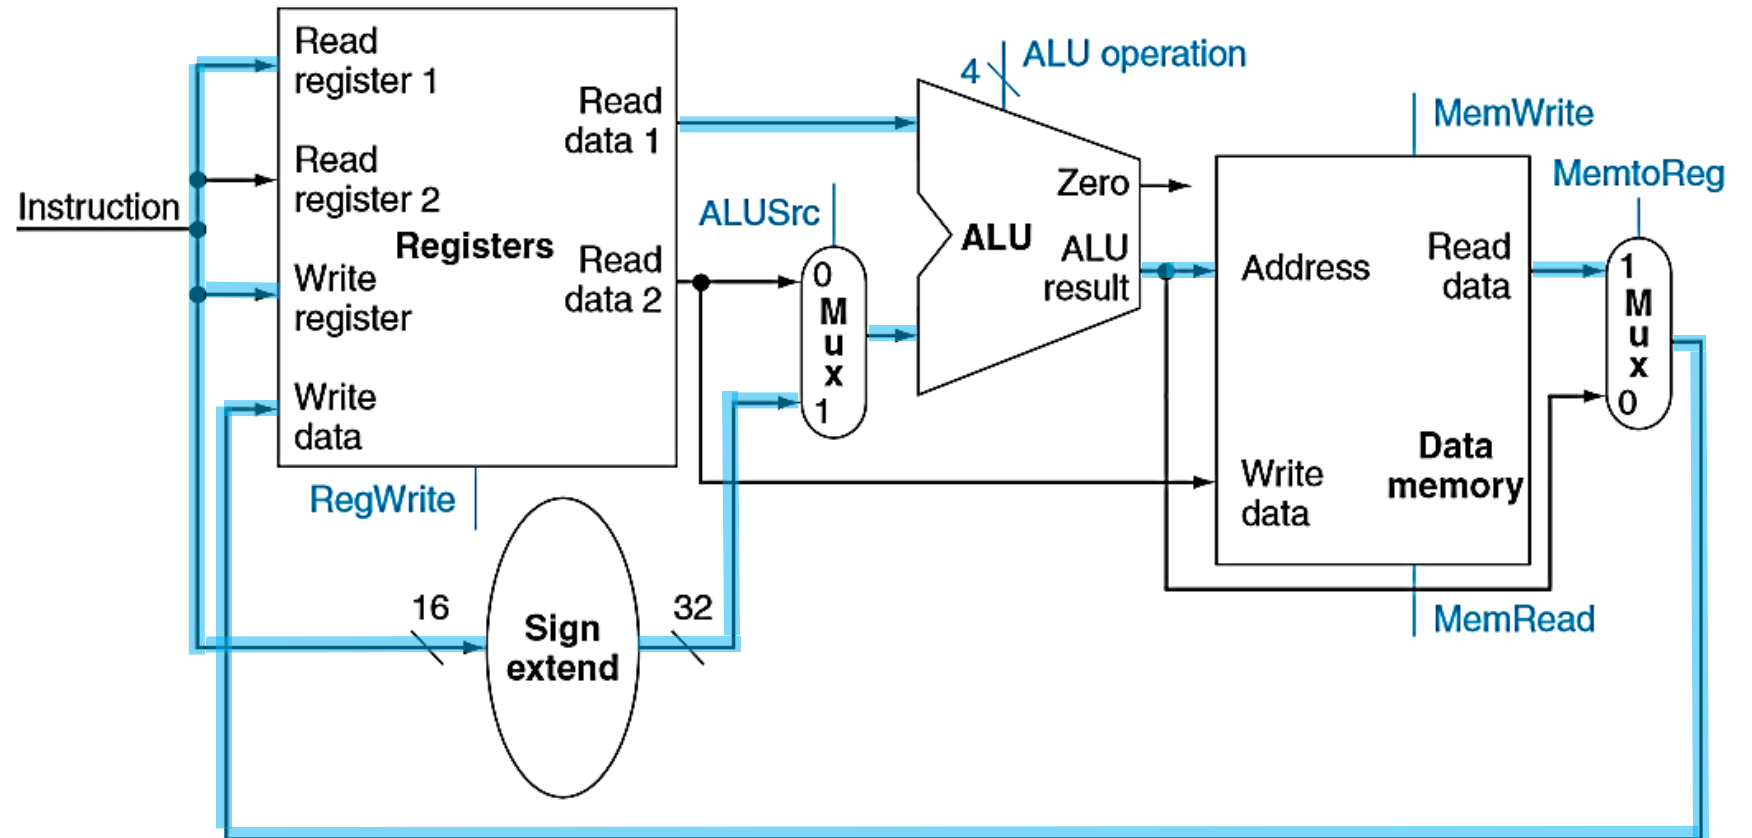 Read
register 1
Read
register 2
Write
register
Write
data
Registers
Read
data 1
Read
data 2
Instruction
RegWrite
16
Sign
extend
32
ALUSrc
0
M
u
x
1
4
ALU operation
Zero
ALU
ALU
result
MemWrite
Address
Read
data
Write
data
Data
memory
MemRead
MemtoReg
1
M
u
x
0